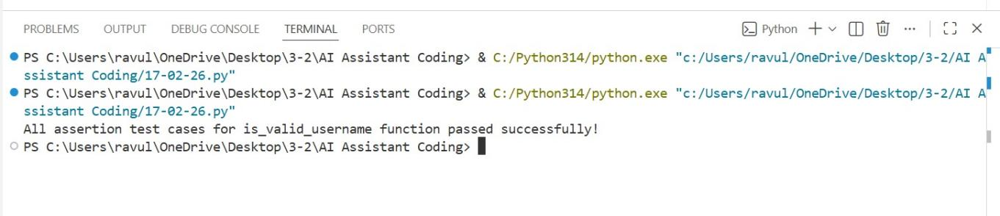 PROBLEMS OUTPUT DEBUG CONSOLE TERMINAL PORTS Python
PS C:\Users\ravul\OneDrive\Desktop\3-2\AI Assistant Coding> & C:/Python314/python.exe "c:/Users/ravul/OneDrive/Desktop/3-2/AI A
ssistant Coding/17-02-26.py"
PS C:\Users\ravul\OneDrive\Desktop\3-2\AI Assistant Coding> & C:/Python314/python.exe "c:/Users/ravul/OneDrive/Desktop/3-2/AI A
ssistant Coding/17-02-26.py"
All assertion test cases for is_valid_username function passed successfully!
PS C:\Users\ravul\OneDrive\Desktop\3-2\AI Assistant Coding>